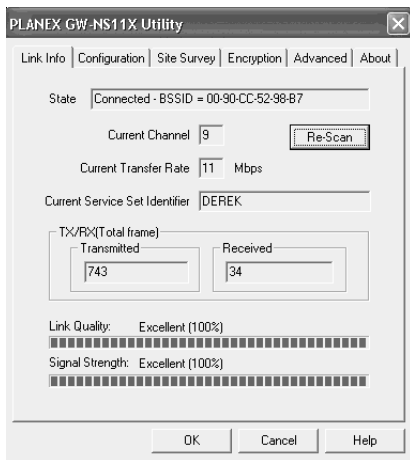 PLANEX GW-NS11X Utility
Link Info Configuration Site Survey Encryption Advanced About
State Connected - BSSID = 00-90-CC-52-98-B7
Current Channel 9 Re-Scan
Current Transfer Rate 11 Mbps
Current Service Set Identifier DEREK
TX/RX(Total frame)
Transmitted Received
743 34
Link Quality: Excellent (100%)
Signal Strength: Excellent (100%)
OK Cancel Help